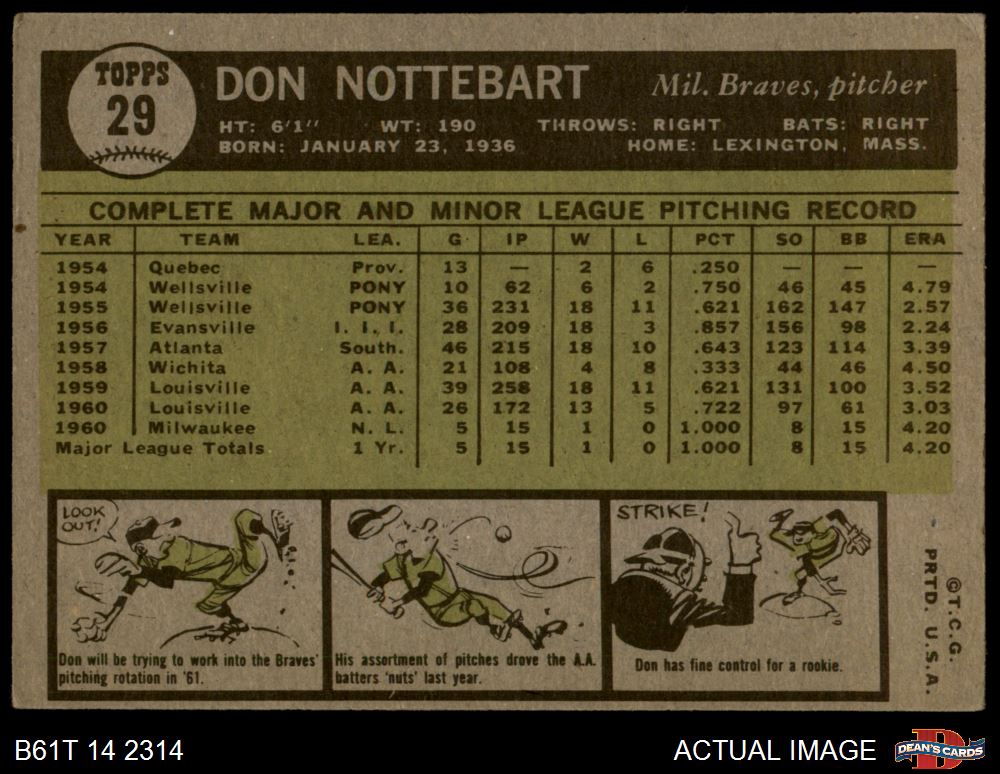 TOPPS
29
DON NOTTEBART Mil. Braves, pitcher
HT: 6'1" WT: 190 THROWS: RIGHT BATS: RIGHT
BORN: JANUARY 23, 1936 HOME: LEXINGTON, MASS.
COMPLETE MAJOR AND MINOR LEAGUE PITCHING RECORD
YEAR TEAM LEA. G IP W L PCT SO BB ERA
1954 Quebec Prov. 13 — 2 6 .250 — — —
1954 Wellsville PONY 10 62 6 2 .750 46 45 4.79
1955 Wellsville PONY 36 231 18 11 .621 162 147 2.57
1956 Evansville I. I. I. 28 209 18 3 .857 156 98 2.24
1957 Atlanta South. 46 215 18 10 .643 123 114 3.39
1958 Wichita A. A. 21 108 4 8 .333 44 46 4.50
1959 Louisville A. A. 39 258 18 11 .621 131 100 3.52
1960 Louisville A. A. 26 172 13 5 .722 97 61 3.03
1960 Milwaukee N. L. 5 15 1 0 1.000 8 15 4.20
Major League Totals 1 Yr. 5 15 1 0 1.000 8 15 4.20
LOOK
OUT!
Don will be trying to work into the Braves'
pitching rotation in '61.
His assortment of pitches drove the A.A.
batters 'nuts' last year.
STRIKE!
Don has fine control for a rookie.
©T.C.G.
PRTD. U.S.A.
B61T 14 2314
ACTUAL IMAGE
D
DEAN'S CARDS